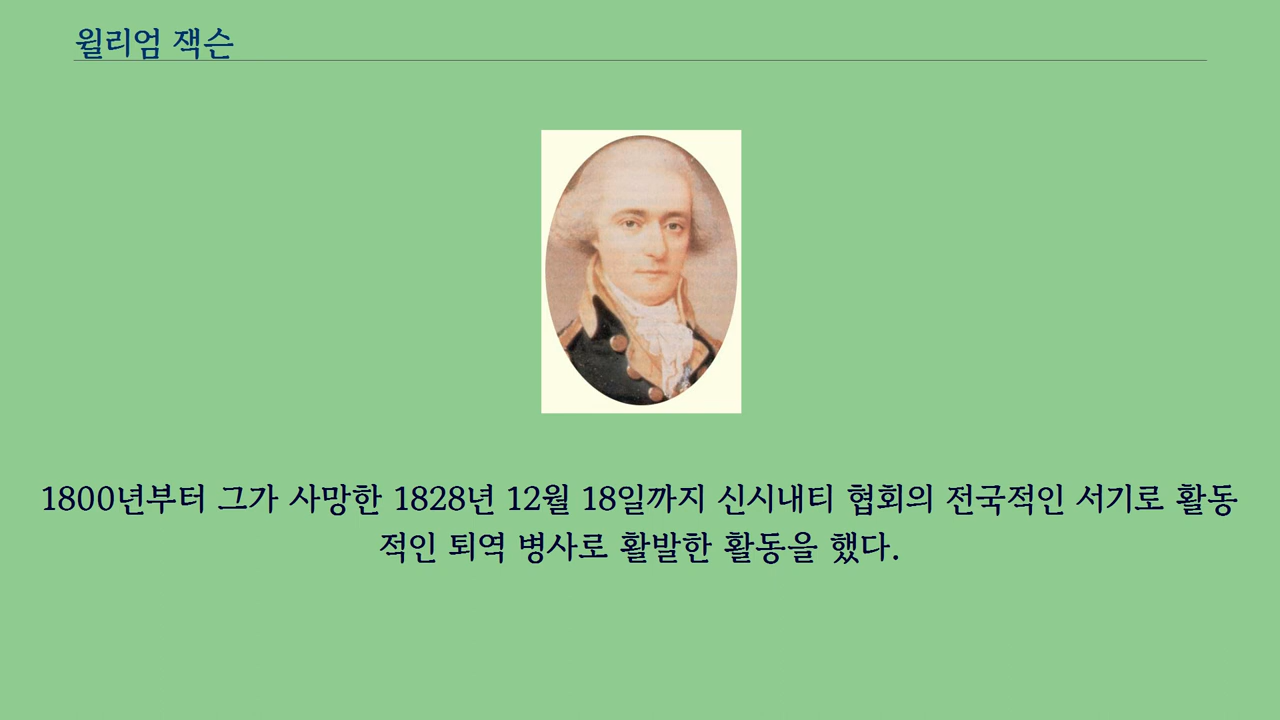 윌리엄 잭슨
1800년부터 그가 사망한 1828년 12월 18일까지 신시내티 협회의 전국적인 서기로 활동
적인 퇴역 병사로 활발한 활동을 했다.